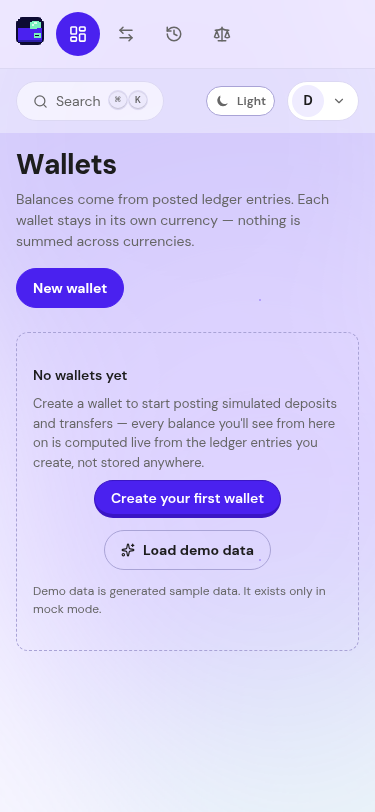 Search ⌘ K
Light
D
Wallets
Balances come from posted ledger entries. Each
wallet stays in its own currency — nothing is
summed across currencies.
New wallet
No wallets yet
Create a wallet to start posting simulated deposits
and transfers — every balance you'll see from here
on is computed live from the ledger entries you
create, not stored anywhere.
Create your first wallet
Load demo data
Demo data is generated sample data. It exists only in
mock mode.